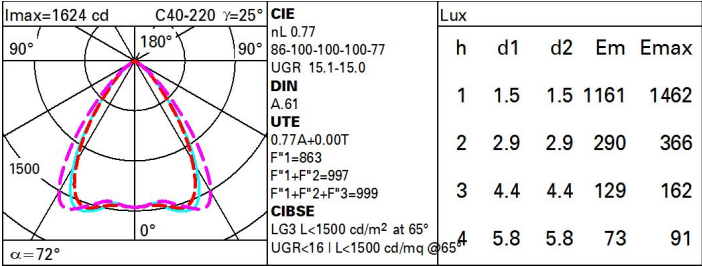 Imax=1624 cd C40-220 γ=25°
90° 180° 90°
1500
0°
α=72°
CIE
nL 0.77
86-100-100-100-77
UGR 15.1-15.0
DIN
A.61
UTE
0.77A+0.00T
F"1=863
F"1+F"2=997
F"1+F"2+F"3=999
CIBSE
LG3 L<1500 cd/m² at 65°
UGR<16 | L<1500 cd/mq @65°
Lux
h d1 d2 Em Emax
1 1.5 1.5 1161 1462
2 2.9 2.9 290 366
3 4.4 4.4 129 162
4 5.8 5.8 73 91